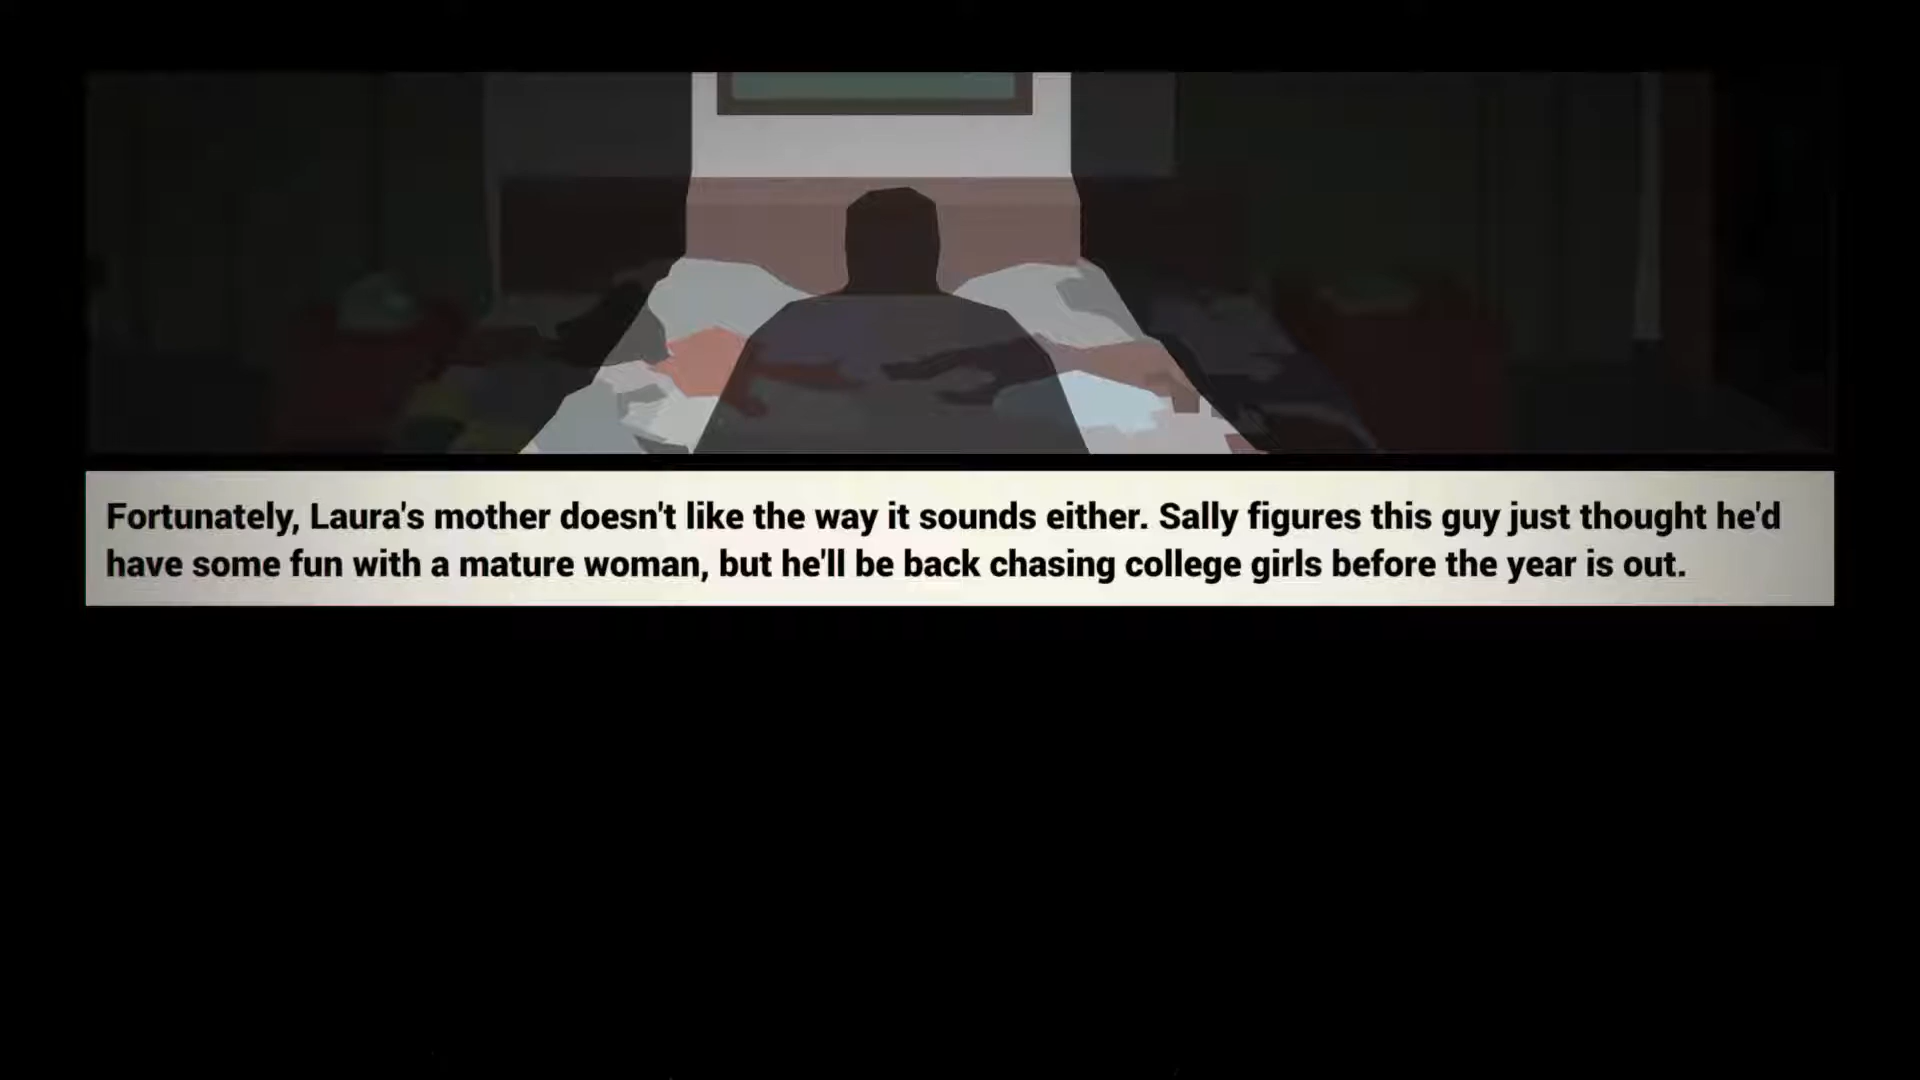 Fortunately, Laura's mother doesn't like the way it sounds either. Sally figures this guy just thought he'd
have some fun with a mature woman, but he'll be back chasing college girls before the year is out.